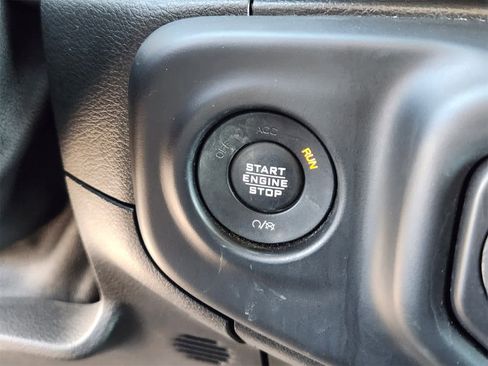 OFF ACC RUN
START
ENGINE
STOP